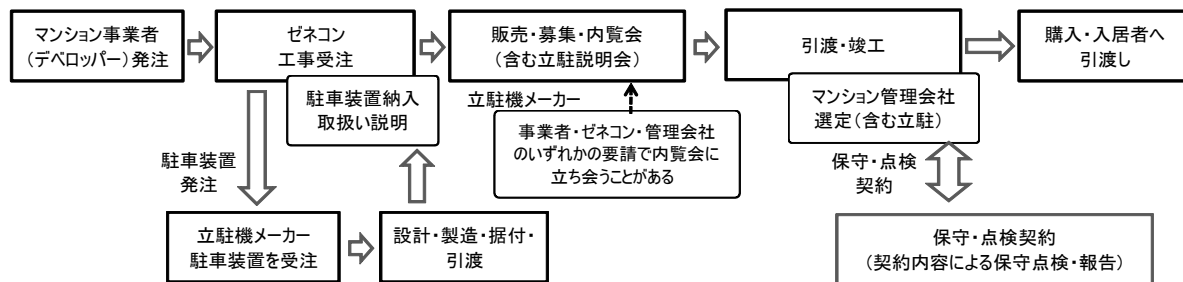 マンション事業者
(デベロッパー)発注
ゼネコン
工事受注
販売・募集・内覧会
(含む立駐説明会)
引渡・竣工
購入・入居者へ
引渡し
駐車装置納入
取扱い説明
立駐機メーカー
事業者・ゼネコン・管理会社
のいずれかの要請で内覧会に
立ち会うことがある
マンション管理会社
選定(含む立駐)
駐車装置
発注
保守・点検
契約
立駐機メーカー
駐車装置を受注
設計・製造・据付・
引渡
保守・点検契約
(契約内容による保守点検・報告)